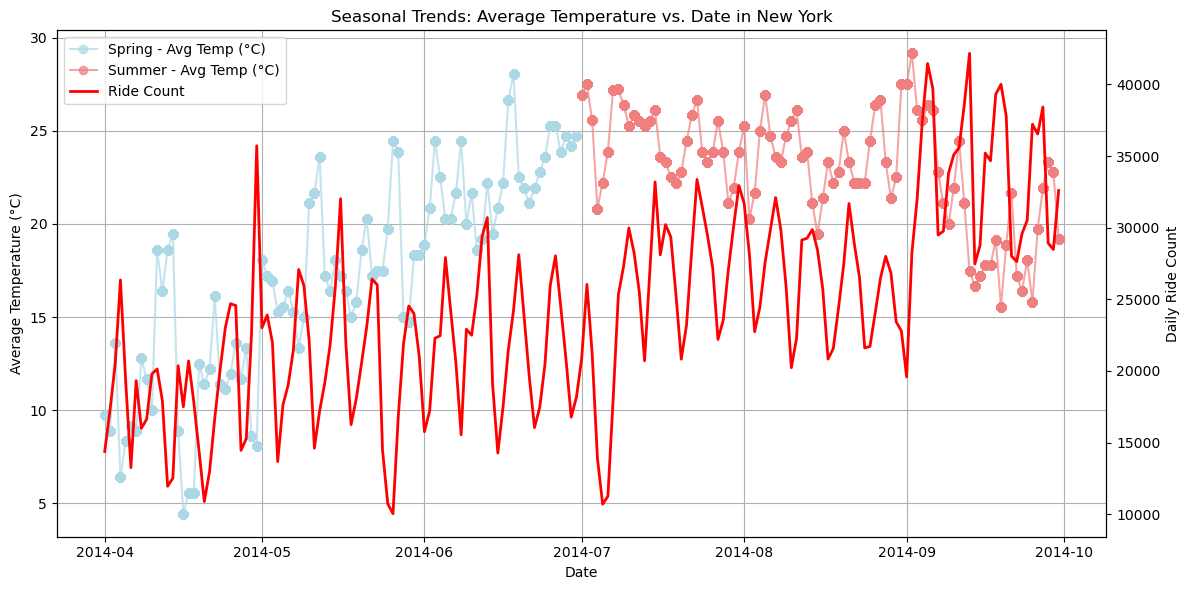 Seasonal Trends: Average Temperature vs. Date in New York
Spring - Avg Temp (°C)
Summer - Avg Temp (°C)
Ride Count
Average Temperature (°C)
30
25
20
15
10
5
40000
35000
30000
25000
20000
15000
10000
Daily Ride Count
2014-04
2014-05
2014-06
2014-07
2014-08
2014-09
2014-10
Date